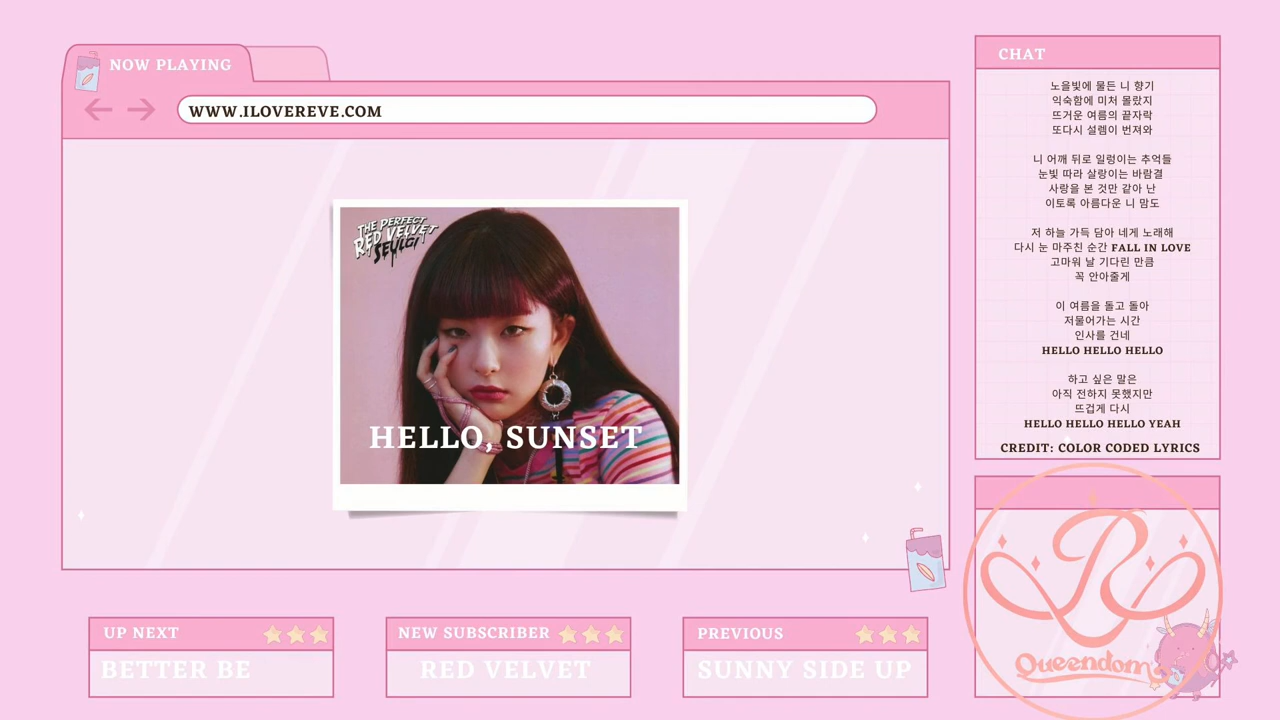 NOW PLAYING
WWW.ILOVEREVE.COM
THE PERFECT
RED VELVET
SEULGI
HELLO, SUNSET
CHAT
노을빛에 물든 니 향기
익숙함에 미처 몰랐지
뜨거운 여름의 끝자락
또다시 설렘이 번져와
니 어깨 뒤로 일렁이는 추억들
눈빛 따라 살랑이는 바람결
사랑을 본 것만 같아 난
이토록 아름다운 니 맘도
저 하늘 가득 담아 네게 노래해
다시 눈 마주친 순간 FALL IN LOVE
고마워 날 기다린 만큼
꼭 안아줄게
이 여름을 돌고 돌아
저물어가는 시간
인사를 건네
HELLO HELLO HELLO
하고 싶은 말은
아직 전하지 못했지만
뜨겁게 다시
HELLO HELLO HELLO YEAH
CREDIT: COLOR CODED LYRICS
R
Queendom
UP NEXT
BETTER BE
NEW SUBSCRIBER
RED VELVET
PREVIOUS
SUNNY SIDE UP